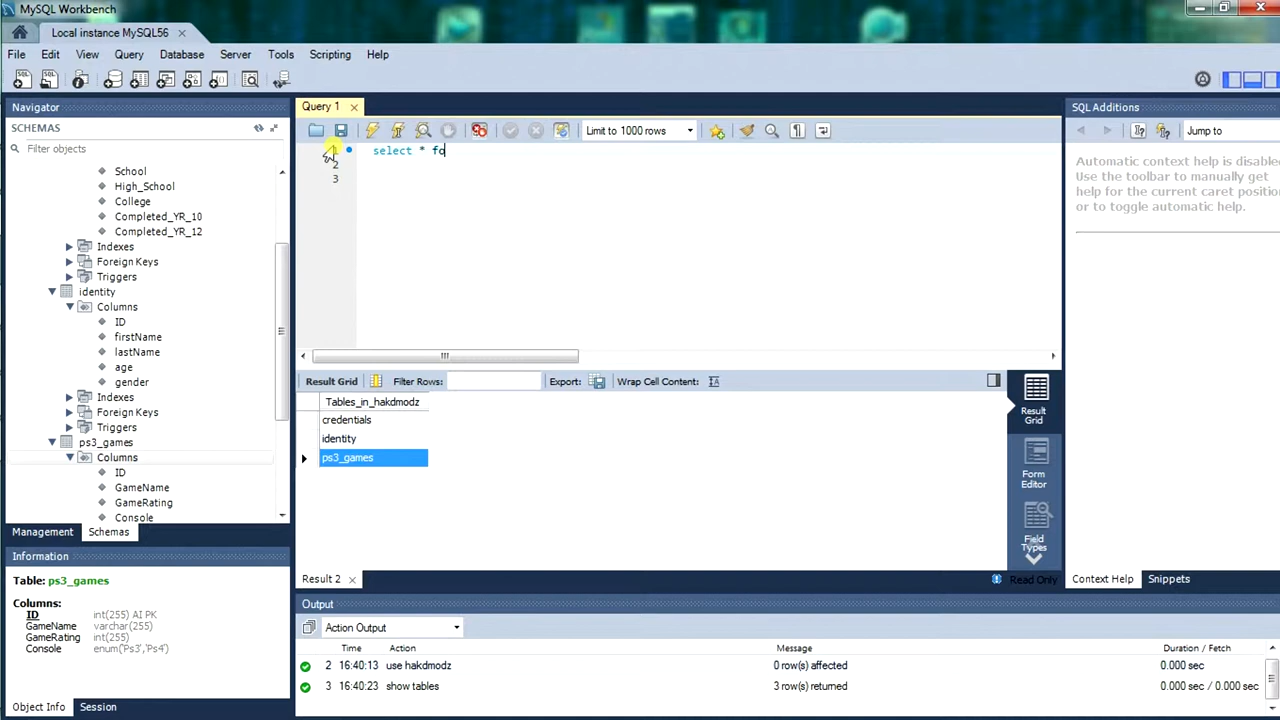 MySQL Workbench
Local instance MySQL56
File Edit View Query Database Server Tools Scripting Help
Navigator
SCHEMAS
Filter objects
School
High_School
College
Completed_YR_10
Completed_YR_12
Indexes
Foreign Keys
Triggers
identity
Columns
ID
firstName
lastName
age
gender
Indexes
Foreign Keys
Triggers
ps3_games
Columns
ID
GameName
GameRating
Console
Management Schemas
Information
Table: ps3_games
Columns:
ID int(255) AI PK
GameName varchar(255)
GameRating int(255)
Console enum('Ps3','Ps4')
Object Info Session
Query 1
Limit to 1000 rows
1 select * fo
2
3
Result Grid Filter Rows: Export: Wrap Cell Content:
Tables_in_hakdmodz
credentials
identity
ps3_games
Result
Grid
Form
Editor
Field
Types
Result 2
Read Only
Output
Action Output
Time Action Message Duration / Fetch
2 16:40:13 use hakdmodz 0 row(s) affected 0.000 sec
3 16:40:23 show tables 3 row(s) returned 0.000 sec / 0.000 sec
SQL Additions
Jump to
Automatic context help is disable
Use the toolbar to manually get
help for the current caret position
or to toggle automatic help.
Context Help Snippets